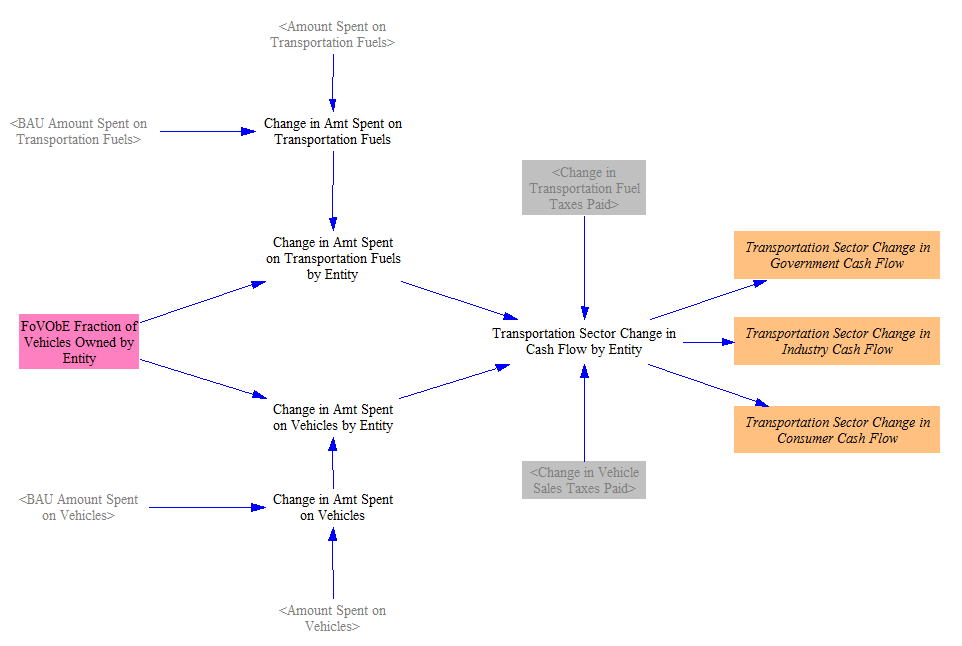 <Amount Spent on
Transportation Fuels>
<BAU Amount Spent on
Transportation Fuels>
Change in Amt Spent on
Transportation Fuels
<Change in
Transportation Fuel
Taxes Paid>
Change in Amt Spent
on Transportation Fuels
by Entity
Transportation Sector Change in
Government Cash Flow
FoVObE Fraction of
Vehicles Owned by
Entity
Transportation Sector Change in
Cash Flow by Entity
Transportation Sector Change in
Industry Cash Flow
Change in Amt Spent
on Vehicles by Entity
Transportation Sector Change in
Consumer Cash Flow
<Change in Vehicle
Sales Taxes Paid>
<BAU Amount Spent
on Vehicles>
Change in Amt Spent
on Vehicles
<Amount Spent on
Vehicles>